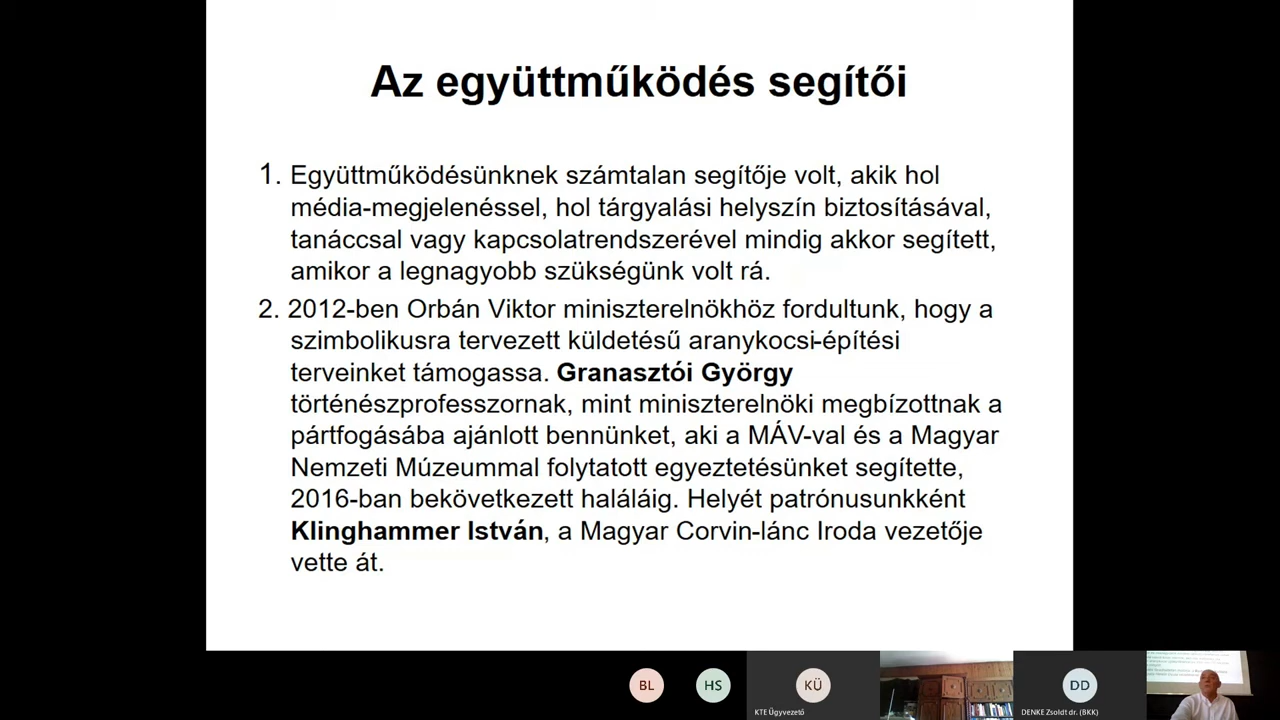 Az együttműködés segítői
1. Együttműködésünknek számtalan segítője volt, akik hol
média-megjelenéssel, hol tárgyalási helyszín biztosításával,
tanáccsal vagy kapcsolatrendszerével mindig akkor segített,
amikor a legnagyobb szükségünk volt rá.
2. 2012-ben Orbán Viktor miniszterelnökhöz fordultunk, hogy a
szimbolikusra tervezett küldetésű aranykocsi-építési
terveinket támogassa. Granasztói György
történészprofesszornak, mint miniszterelnöki megbízottnak a
pártfogásába ajánlott bennünket, aki a MÁV-val és a Magyar
Nemzeti Múzeummal folytatott egyeztetésünket segítette,
2016-ban bekövetkezett haláláig. Helyét patrónusunkként
Klinghammer István, a Magyar Corvin-lánc Iroda vezetője
vette át.
BL
HS
KÜ
DD
KTE Ügyvezető
DENKE Zsolt dr. (BKK)